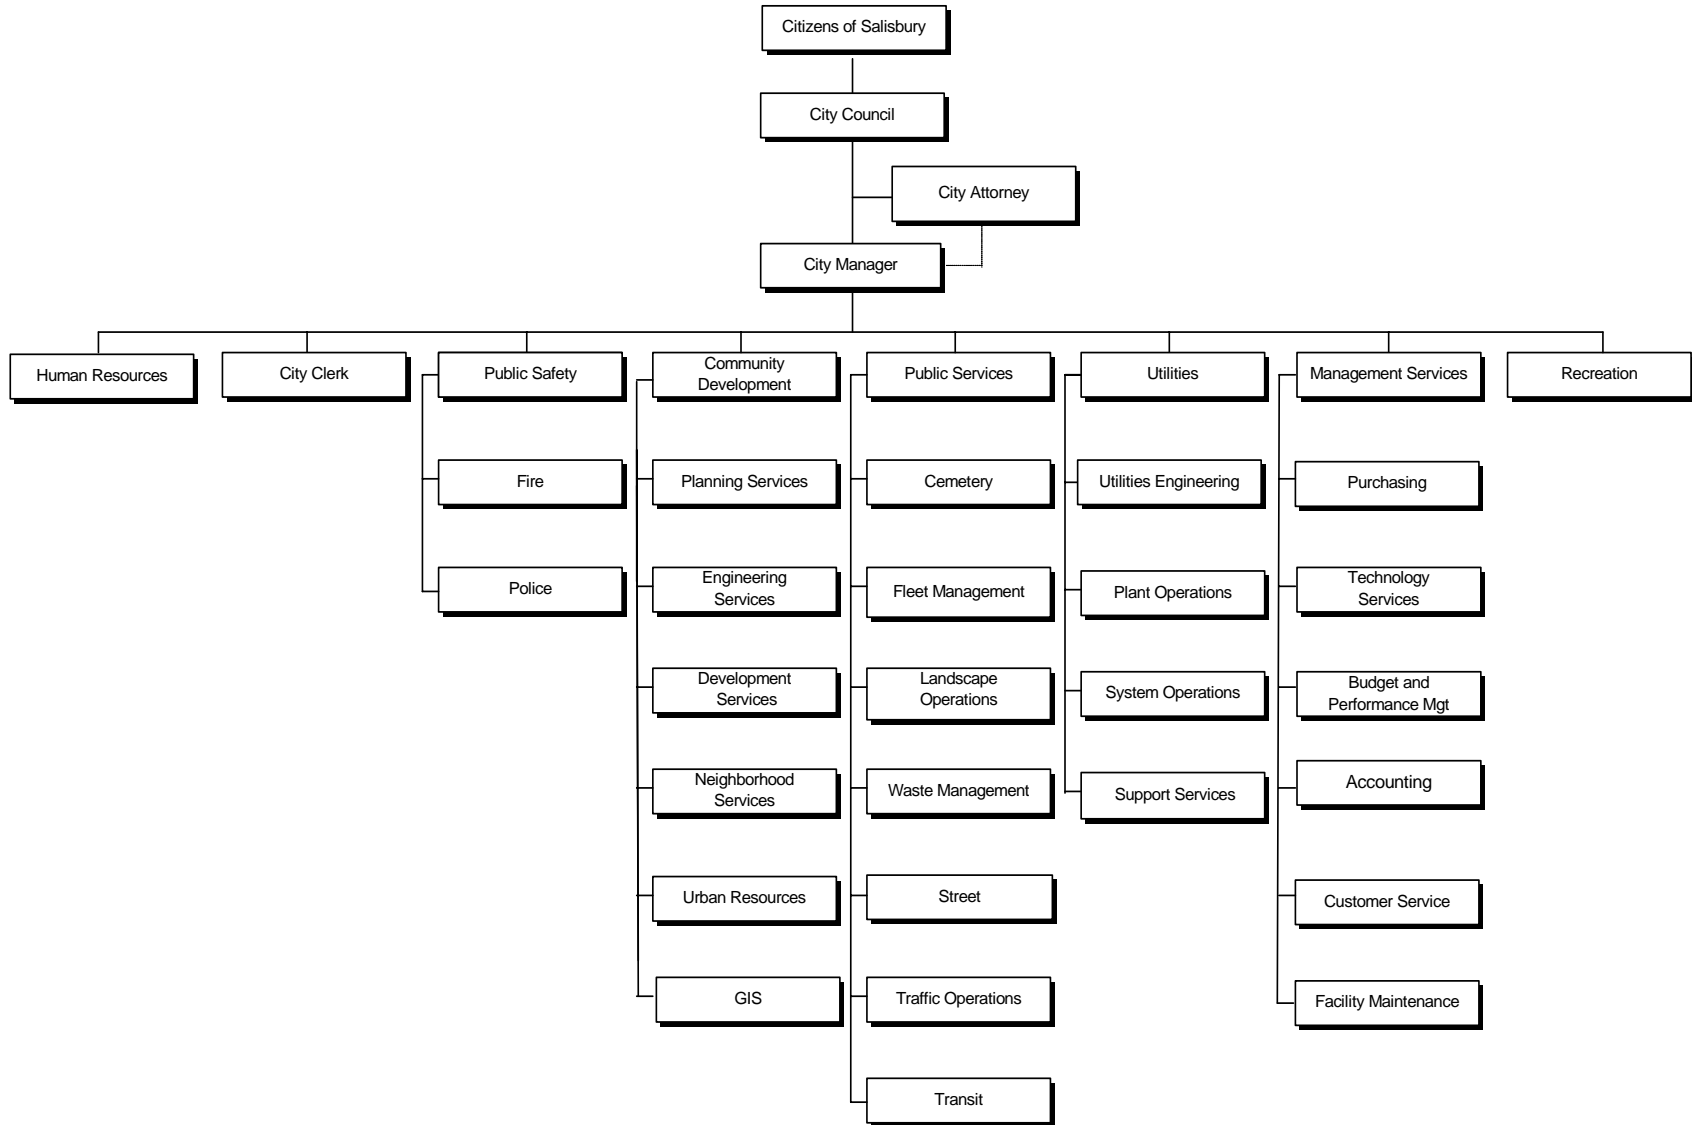 Citizens of Salisbury
City Council
City Attorney
City Manager
Human Resources
City Clerk
Public Safety
Community
Development
Public Services
Utilities
Management Services
Recreation
Fire
Planning Services
Cemetery
Utilities Engineering
Purchasing
Police
Engineering
Services
Fleet Management
Plant Operations
Technology
Services
Development
Services
Landscape
Operations
System Operations
Budget and
Performance Mgt
Neighborhood
Services
Waste Management
Support Services
Accounting
Urban Resources
Street
Customer Service
GIS
Traffic Operations
Facility Maintenance
Transit